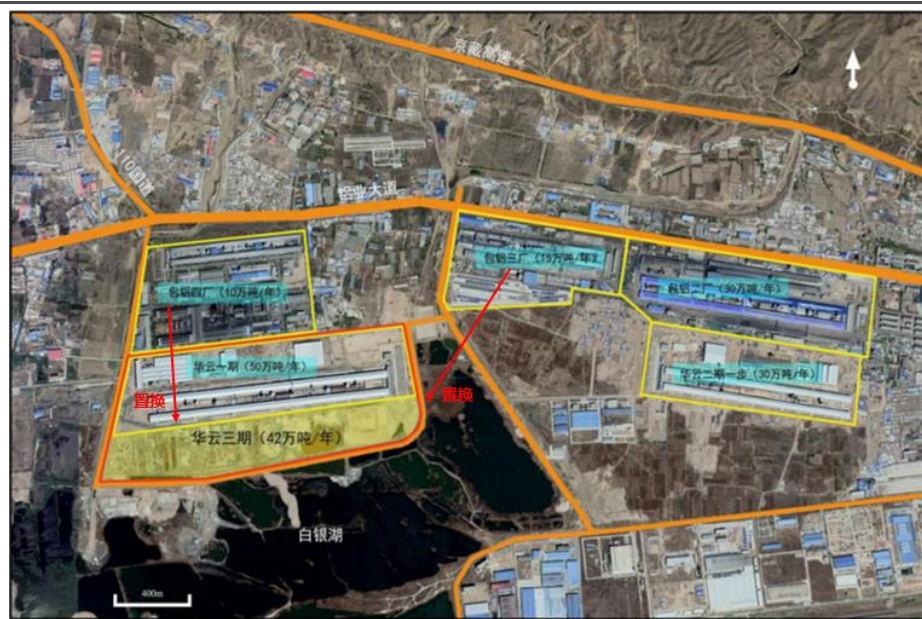 京藏高速
110国道
铝业大道
包铝三厂（15万吨/年）
包铝四厂（10万吨/年）
包铝二厂（30万吨/年）
华云一期（50万吨/年）
华云二期一步（30万吨/年）
置换
置换
华云三期（42万吨/年）
白银湖
400m